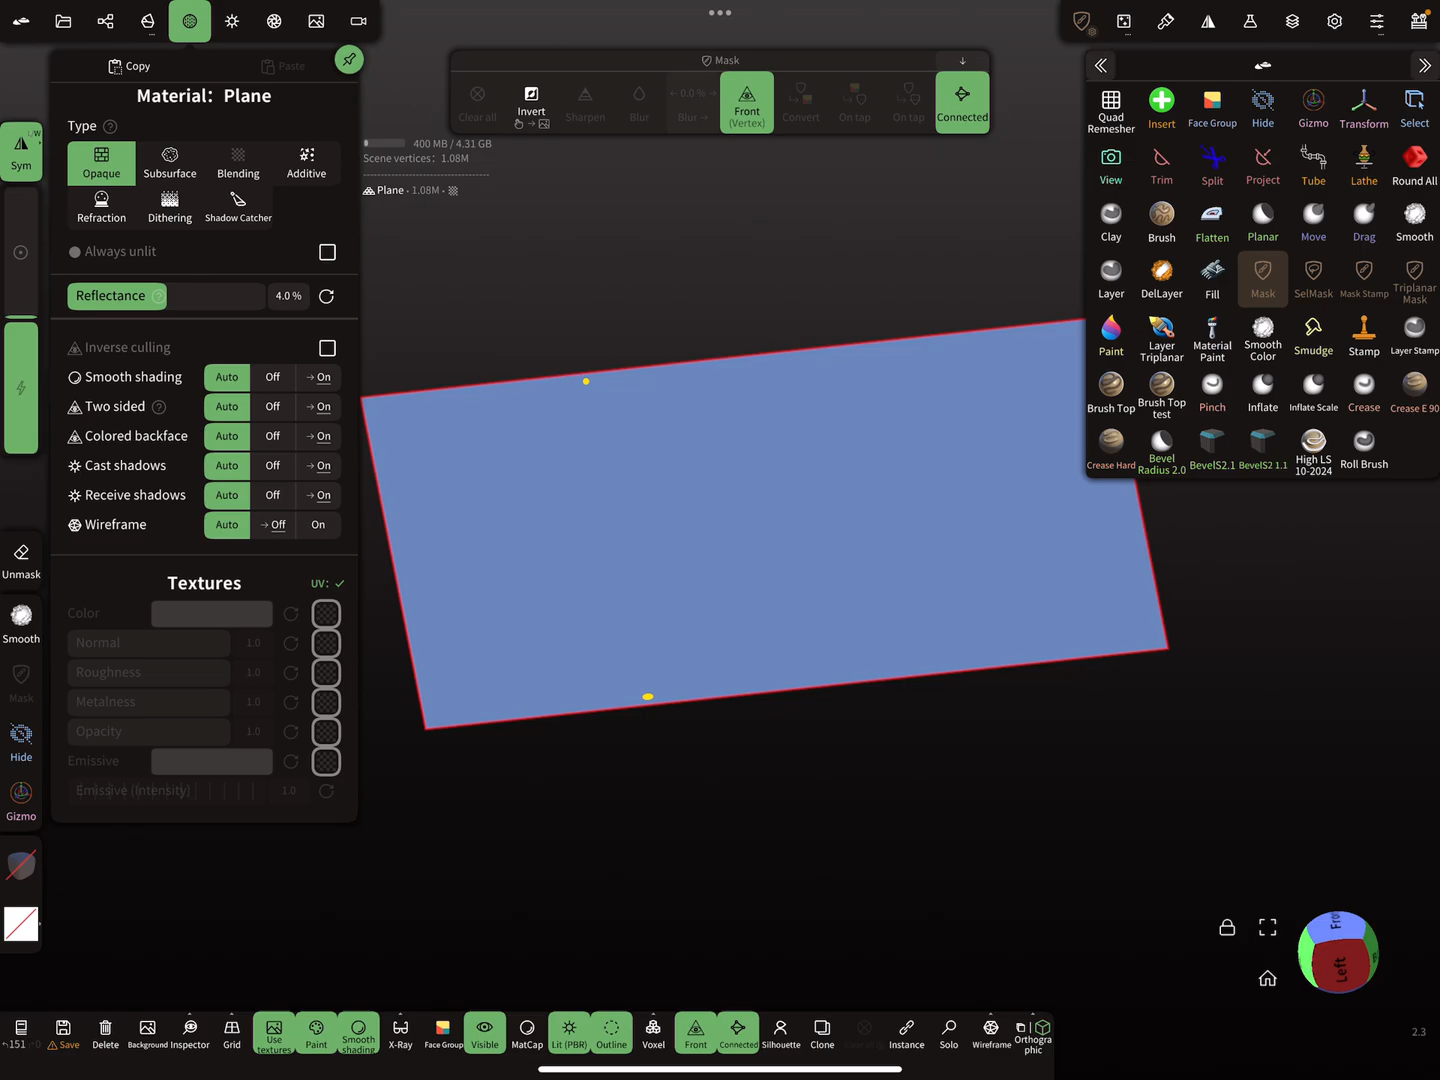 Copy
Paste
Material: Plane
Type
Opaque
Subsurface
Blending
Additive
Refraction
Dithering
Shadow Catcher
Always unlit
Reflectance
4.0 %
Inverse culling
Smooth shading Auto Off → On
Two sided Auto Off → On
Colored backface Auto Off → On
Cast shadows Auto Off → On
Receive shadows Auto Off → On
Wireframe Auto → Off On
Textures UV: ✓
Color
Normal 1.0
Roughness 1.0
Metalness 1.0
Opacity 1.0
Emissive
Emissive (Intensity) 1.0
L/W
Sym
Unmask
Smooth
Mask
Hide
Gizmo
Mask
Clear all
Invert
Sharpen
Blur
← 0.0 % →
Blur →
Front
(Vertex)
Convert
On tap
On tap
Connected
400 MB / 4.31 GB
Scene vertices: 1.08M
Plane • 1.08M •
Quad Remesher
Insert
Face Group
Hide
Gizmo
Transform
Select
View
Trim
Split
Project
Tube
Lathe
Round All
Clay
Brush
Flatten
Planar
Move
Drag
Smooth
Layer
DelLayer
Fill
Mask
SelMask
Mask Stamp
Triplanar Mask
Paint
Layer Triplanar
Material Paint
Smooth Color
Smudge
Stamp
Layer Stamp
Brush Top
Brush Top test
Pinch
Inflate
Inflate Scale
Crease
Crease E 90
Crease Hard
Bevel Radius 2.0
BevelS2.1
BevelS2 1.1
High LS 10-2024
Roll Brush
Left
2.3
151
0
Save
Delete
Background
Inspector
Grid
Use textures
Paint
Smooth shading
X-Ray
Face Group
Visible
MatCap
Lit (PBR)
Outline
Voxel
Front
Connected
Silhouette
Clone
Clear all
Instance
Solo
Wireframe
Orthographic